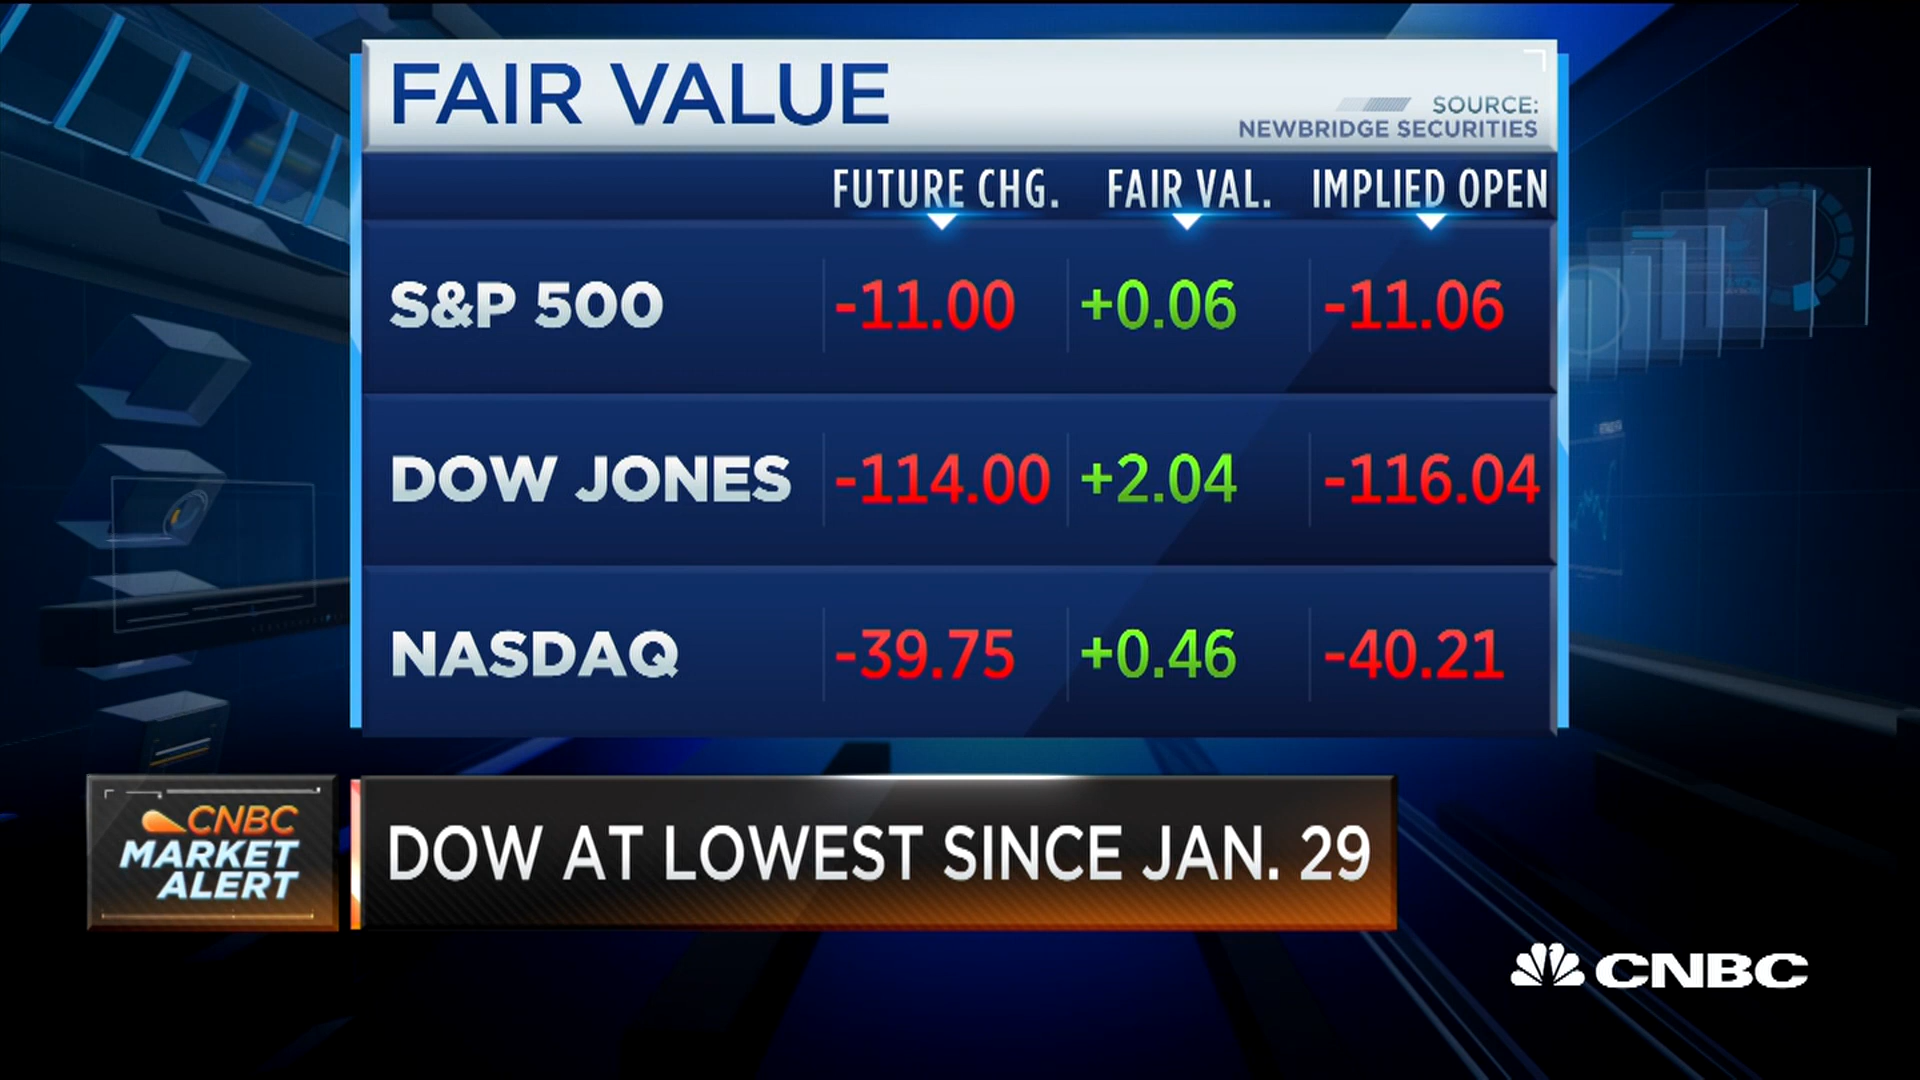 FAIR VALUE
SOURCE:
NEWBRIDGE SECURITIES
FUTURE CHG. FAIR VAL. IMPLIED OPEN
S&P 500 -11.00 +0.06 -11.06
DOW JONES -114.00 +2.04 -116.04
NASDAQ -39.75 +0.46 -40.21
CNBC
MARKET
ALERT
DOW AT LOWEST SINCE JAN. 29
CNBC